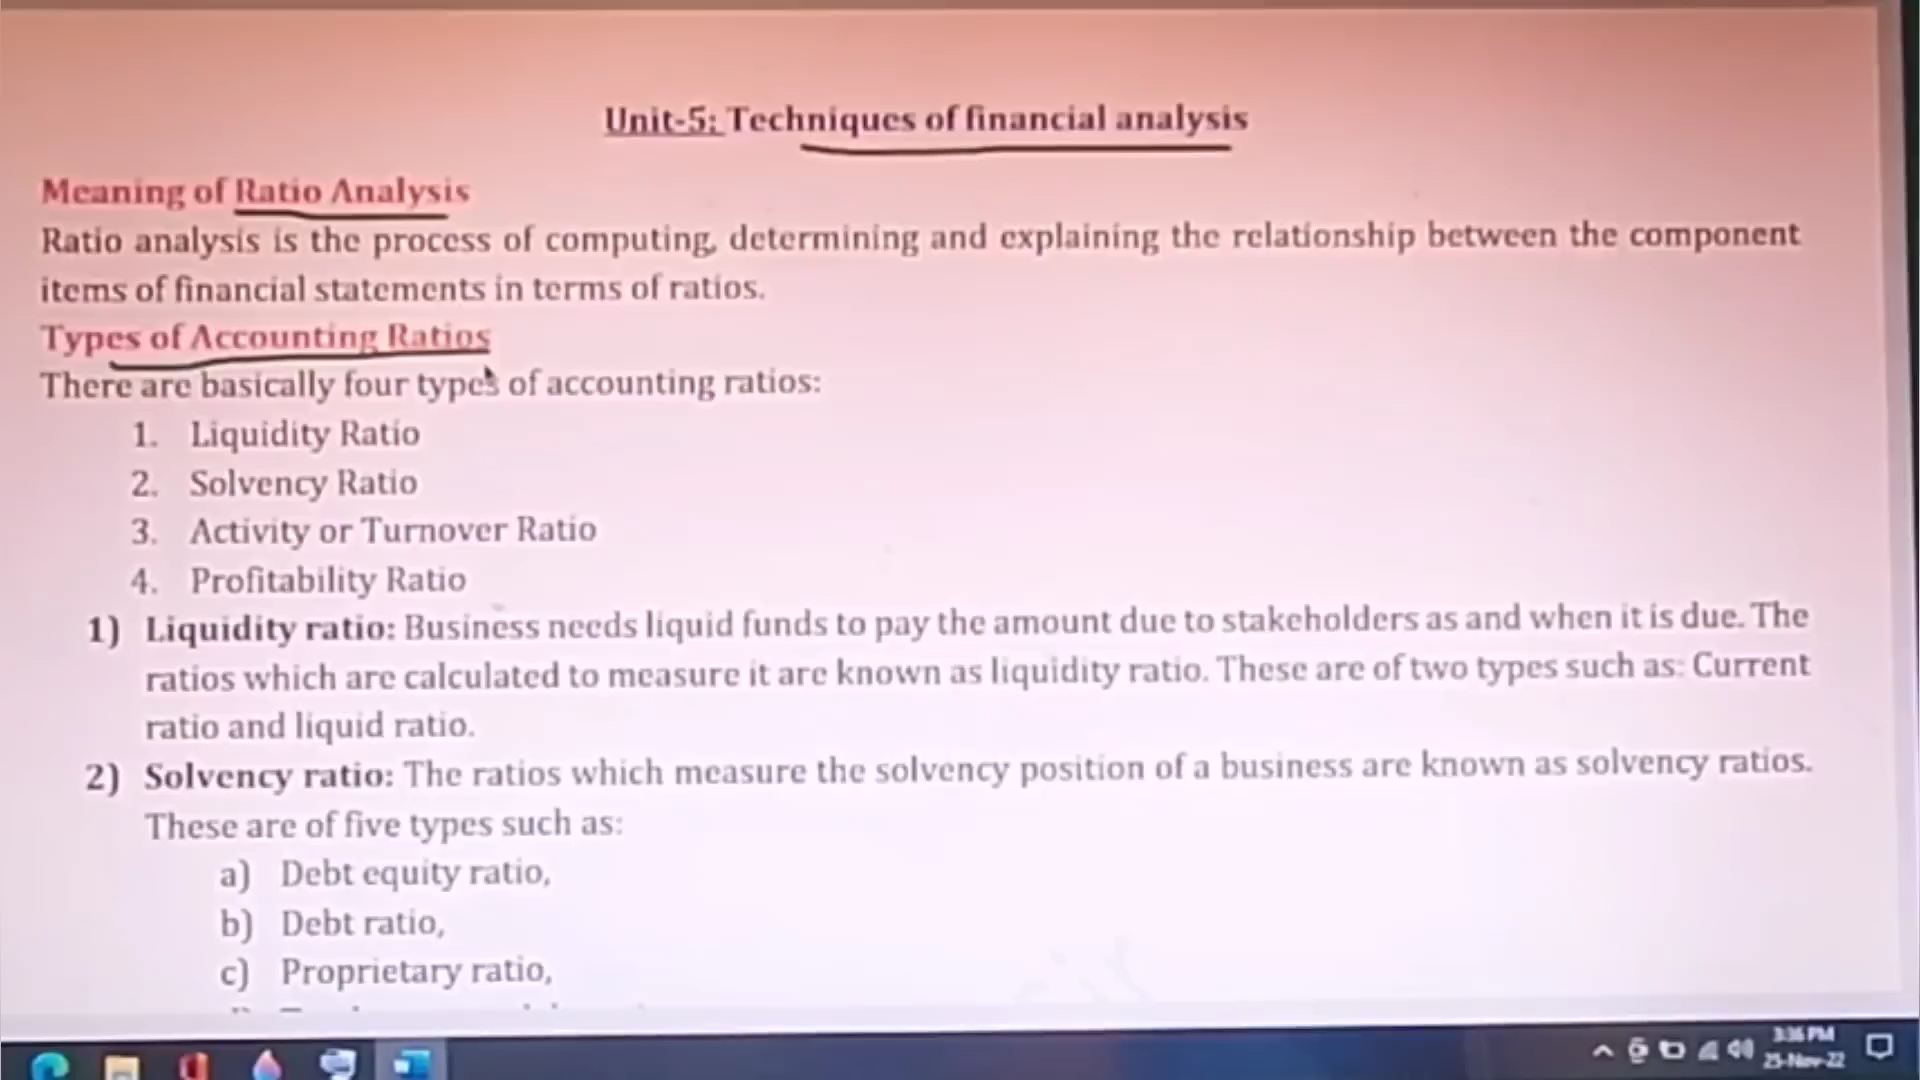 Unit-5: Techniques of financial analysis
Meaning of Ratio Analysis
Ratio analysis is the process of computing, determining and explaining the relationship between the component
items of financial statements in terms of ratios.
Types of Accounting Ratios
There are basically four types of accounting ratios:
1. Liquidity Ratio
2. Solvency Ratio
3. Activity or Turnover Ratio
4. Profitability Ratio
1) Liquidity ratio: Business needs liquid funds to pay the amount due to stakeholders as and when it is due. The
ratios which are calculated to measure it are known as liquidity ratio. These are of two types such as: Current
ratio and liquid ratio.
2) Solvency ratio: The ratios which measure the solvency position of a business are known as solvency ratios.
These are of five types such as:
a) Debt equity ratio,
b) Debt ratio,
c) Proprietary ratio,
3:36 PM
25-Nov-22